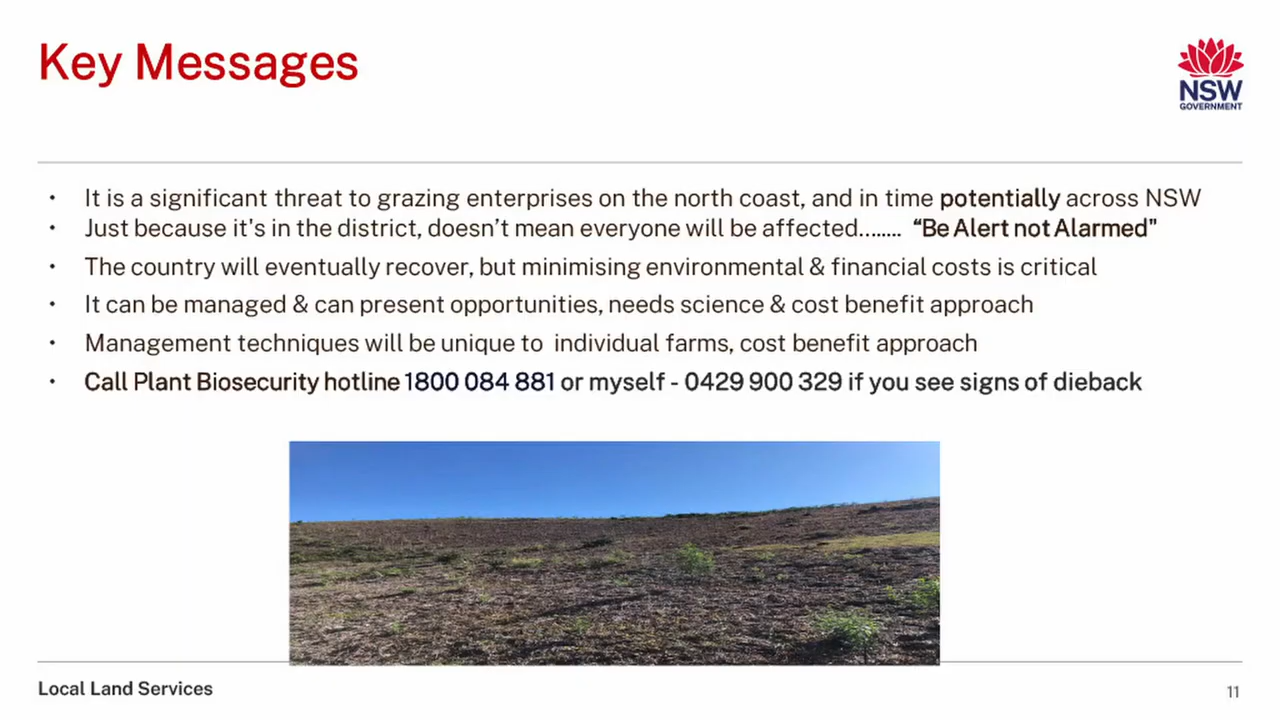 Key Messages
NSW
GOVERNMENT
• It is a significant threat to grazing enterprises on the north coast, and in time potentially across NSW
• Just because it's in the district, doesn’t mean everyone will be affected…..... “Be Alert not Alarmed”
• The country will eventually recover, but minimising environmental & financial costs is critical
• It can be managed & can present opportunities, needs science & cost benefit approach
• Management techniques will be unique to individual farms, cost benefit approach
• Call Plant Biosecurity hotline 1800 084 881 or myself - 0429 900 329 if you see signs of dieback
Local Land Services
11